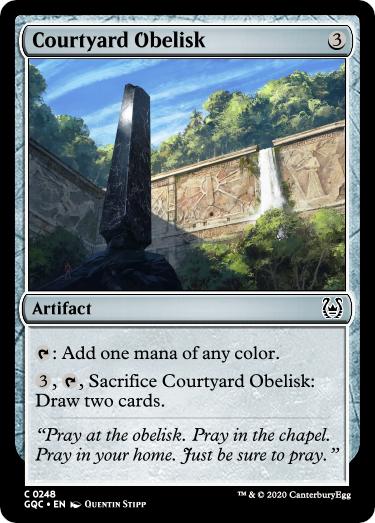 Courtyard Obelisk 3
Artifact
: Add one mana of any color.
3, , Sacrifice Courtyard Obelisk:
Draw two cards.
“Pray at the obelisk. Pray in the chapel.
Pray in your home. Just be sure to pray.”
C 0248
GQC • EN Quentin Stipp
™ & © 2020 CanterburyEgg